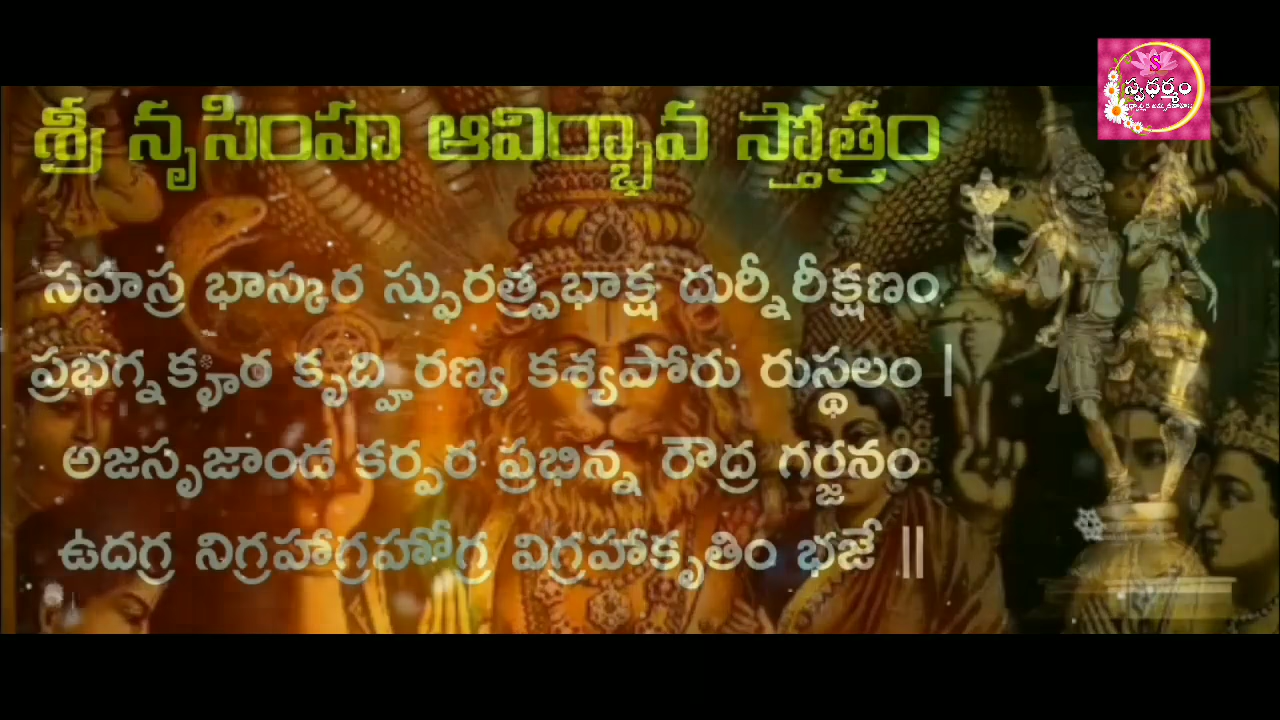 శ్రీ నృసింహ ఆవిర్భావ స్తోత్రం
స్వధర్మం
సహస్ర భాస్కర స్ఫురత్ప్రభాక్ష దుర్నిరీక్షణం
ప్రభగ్నకౄర కృద్ధి రణ్య కశ్యపోరు రుస్థలం |
అజసృజాండ కర్పర ప్రభిన్న రౌద్ర గర్జనం
ఉదగ్ర నిగ్రహాగ్రహోగ్ర విగ్రహాకృతిం భజే ||